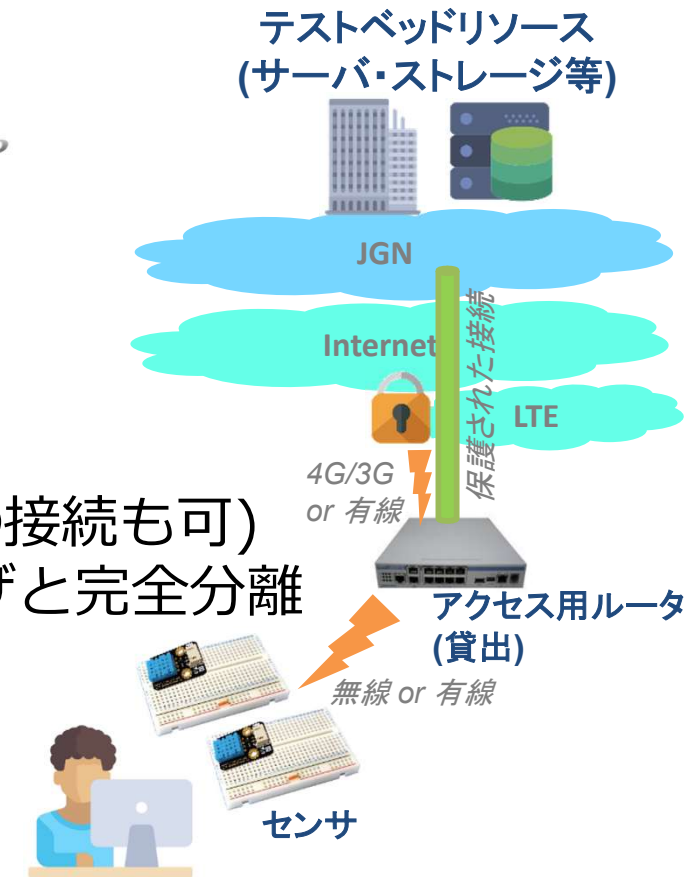 テストベッドリソース
(サーバ・ストレージ等)
JGN
Internet
保護された接続
LTE
4G/3G
or 有線
接続も可)
と完全分離
アクセス用ルータ
(貸出)
無線 or 有線
センサ